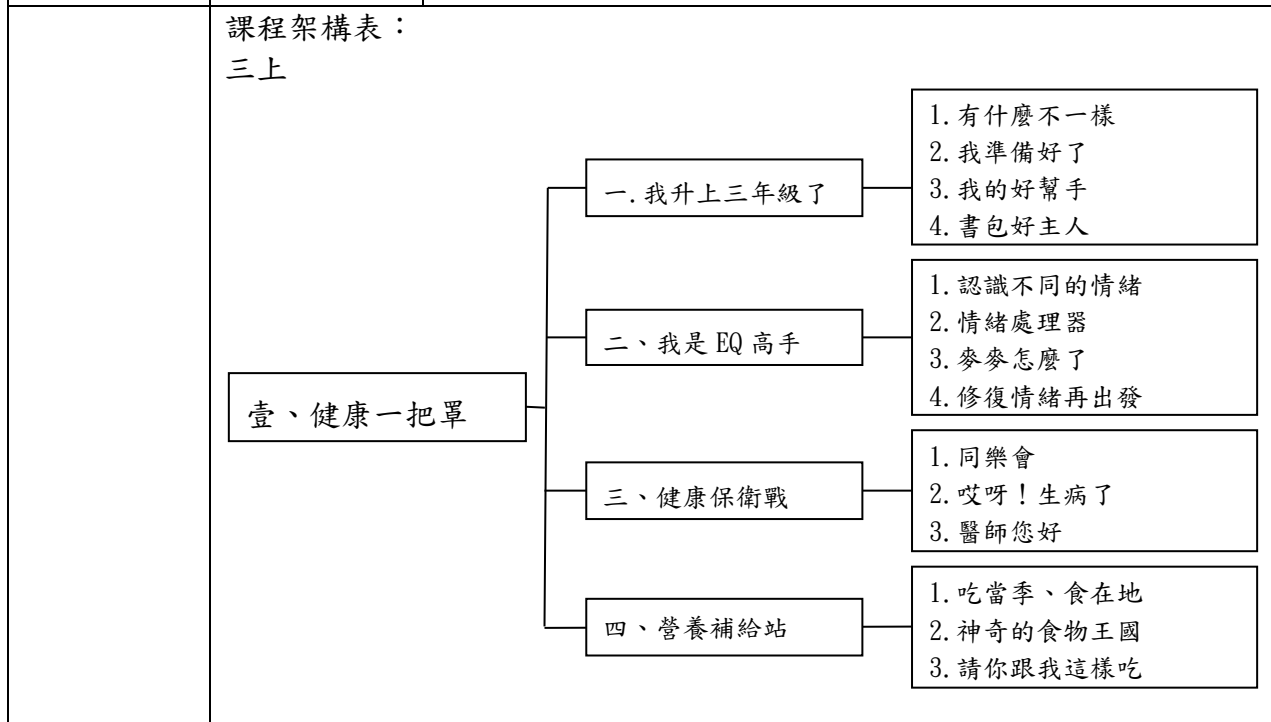 課程架構表：
三上
壹、健康一把罩
一.我升上三年級了
1.有什麼不一樣
2.我準備好了
3.我的好幫手
4.書包好主人
二、我是 EQ 高手
1.認識不同的情緒
2.情緒處理器
3.麥麥怎麼了
4.修復情緒再出發
三、健康保衛戰
1.同樂會
2.哎呀！生病了
3.醫師您好
四、營養補給站
1.吃當季、食在地
2.神奇的食物王國
3.請你跟我這樣吃